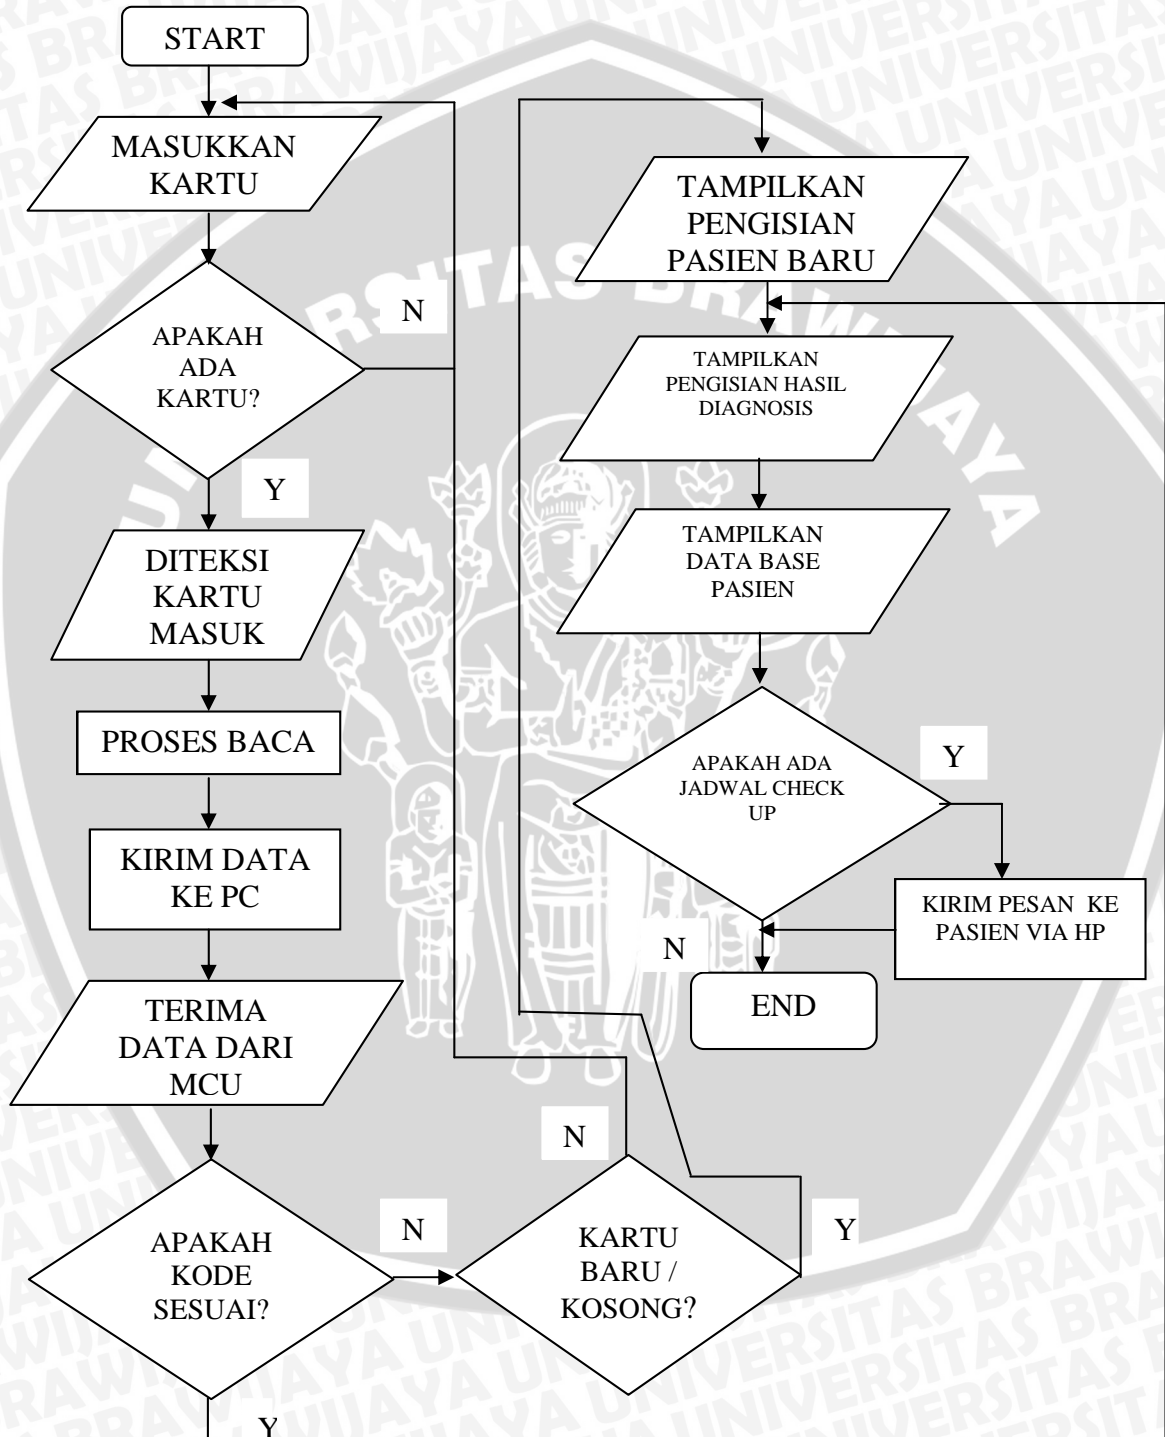 START
MASUKKAN
KARTU
APAKAH
ADA
KARTU?
N
Y
DITEKSI
KARTU
MASUK
PROSES BACA
KIRIM DATA
KE PC
TERIMA
DATA DARI
MCU
APAKAH
KODE
SESUAI?
N
Y
KARTU
BARU /
KOSONG?
N
Y
TAMPILKAN
PENGISIAN
PASIEN BARU
TAMPILKAN
PENGISIAN HASIL
DIAGNOSIS
TAMPILKAN
DATA BASE
PASIEN
APAKAH ADA
JADWAL CHECK
UP
Y
N
KIRIM PESAN KE
PASIEN VIA HP
END